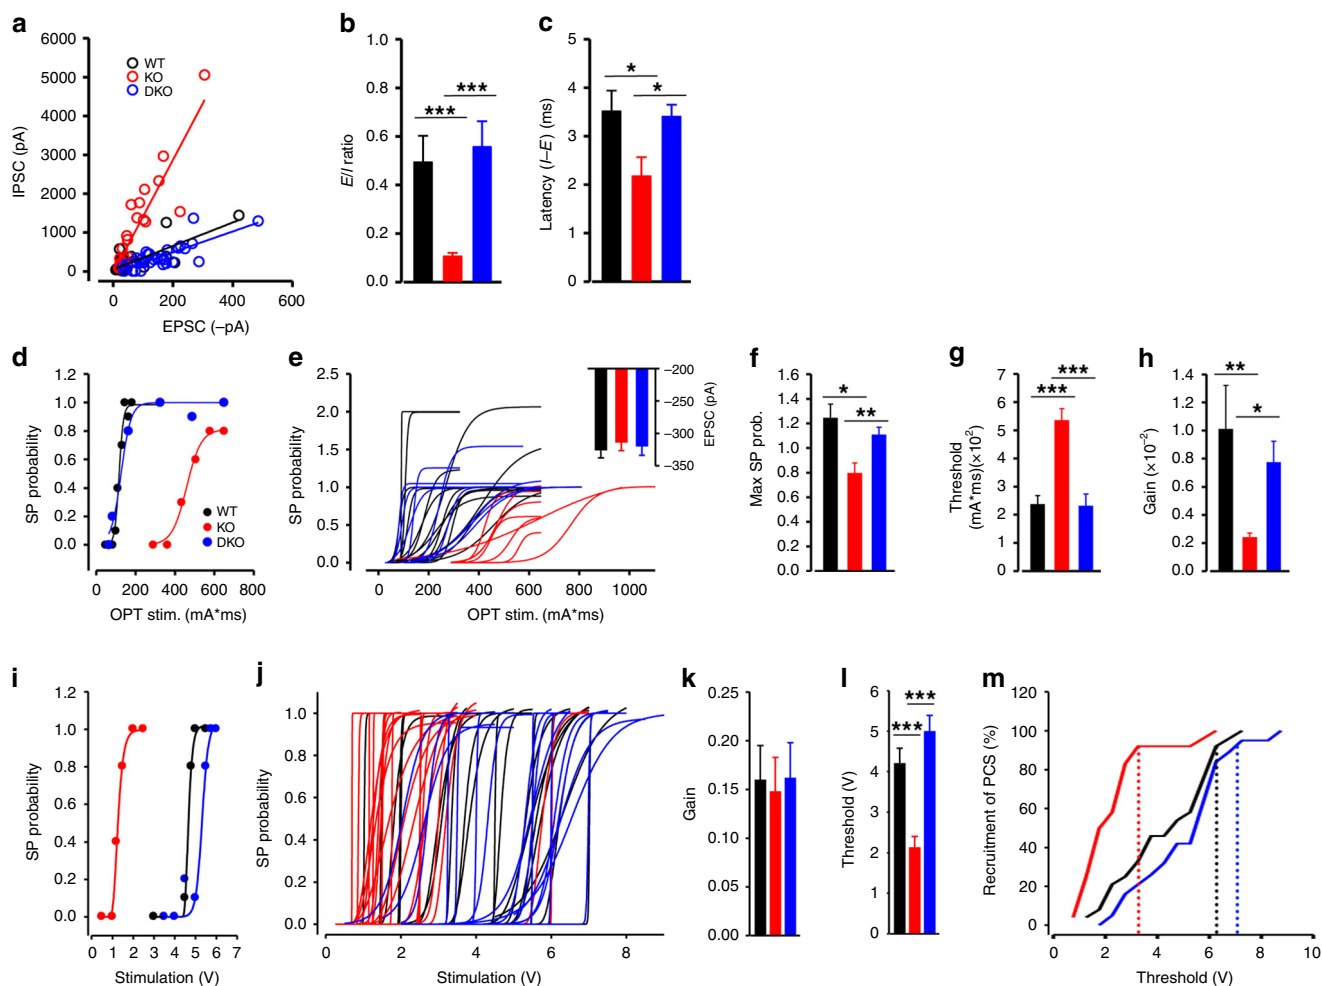 a
6000
5000
4000
3000
2000
1000
0
IPSC (pA)
WT
KO
DKO
0 200 400 600
EPSC (–pA)
b
1.0
0.8
0.6
0.4
0.2
0.0
E/I ratio
***
***
c
5
4
3
2
1
0
Latency (I–E) (ms)
*
*
d
1.2
1.0
0.8
0.6
0.4
0.2
0.0
SP probability
WT
KO
DKO
0 200 400 600 800
OPT stim. (mA*ms)
e
2.5
2.0
1.5
1.0
0.5
0.0
SP probability
–200
–250
–300
–350
EPSC (pA)
0 200 400 600 800 1000
OPT stim. (mA*ms)
f
1.6
1.4
1.2
1.0
0.8
0.6
0.4
0.2
0.0
Max SP prob.
*
**
g
7
6
5
4
3
2
1
0
Threshold
(mA*ms)(×10²)
***
***
h
1.4
1.2
1.0
0.8
0.6
0.4
0.2
0.0
Gain (×10⁻²)
**
*
i
1.2
1.0
0.8
0.6
0.4
0.2
0.0
SP probability
0 1 2 3 4 5 6 7
Stimulation (V)
j
1.0
0.8
0.6
0.4
0.2
0.0
SP probability
0 2 4 6 8
Stimulation (V)
k
0.25
0.20
0.15
0.10
0.05
0.00
Gain
l
6
5
4
3
2
1
0
Threshold (V)
***
***
m
120
100
80
60
40
20
0
Recruitment of PCS (%)
0 2 4 6 8 10
Threshold (V)